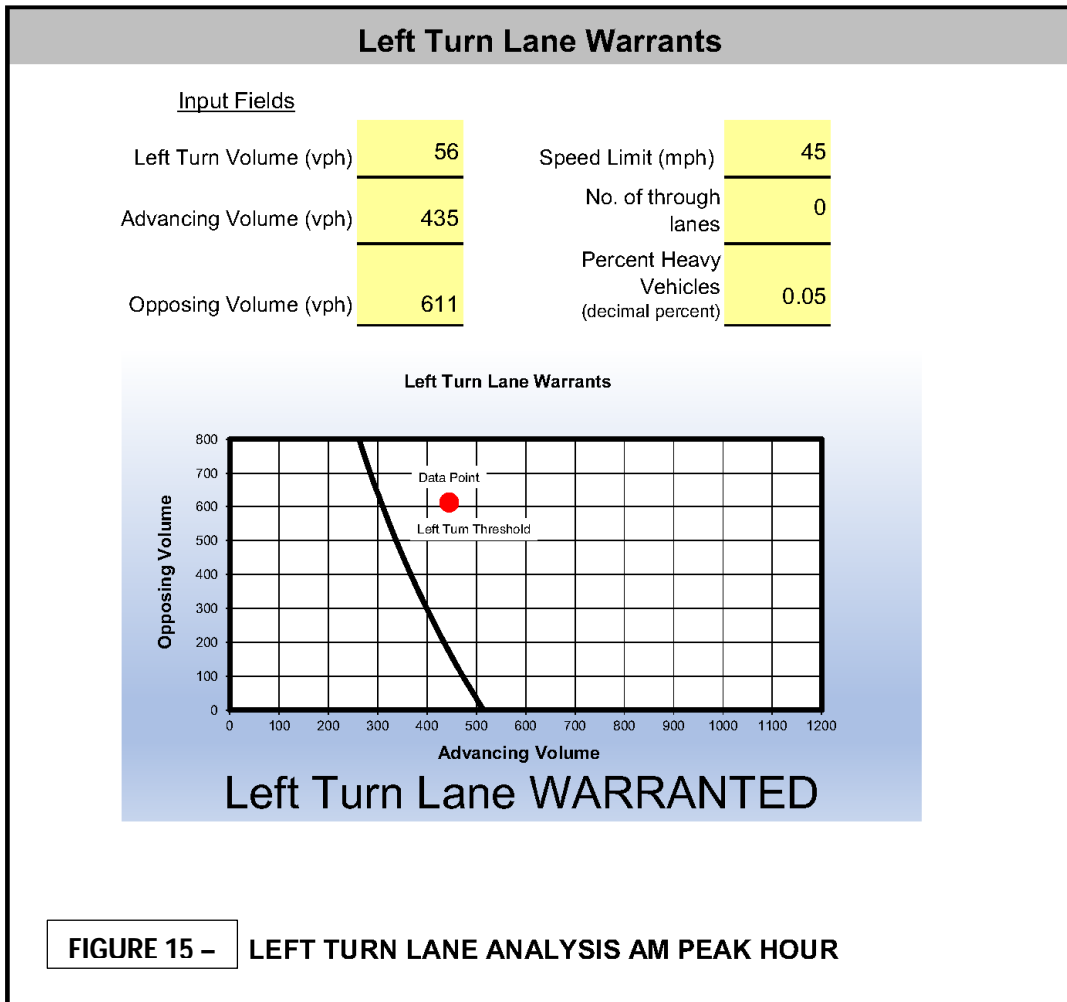 Left Turn Lane Warrants
Input Fields
Left Turn Volume (vph) 56
Speed Limit (mph) 45
Advancing Volume (vph) 435
No. of through
lanes 0
Opposing Volume (vph) 611
Percent Heavy
Vehicles
(decimal percent) 0.05
Left Turn Lane Warrants
Opposing Volume
800
700
600
500
400
300
200
100
0
Data Point
Left Turn Threshold
0 100 200 300 400 500 600 700 800 900 1000 1100 1200
Advancing Volume
Left Turn Lane WARRANTED
FIGURE 15 – LEFT TURN LANE ANALYSIS AM PEAK HOUR